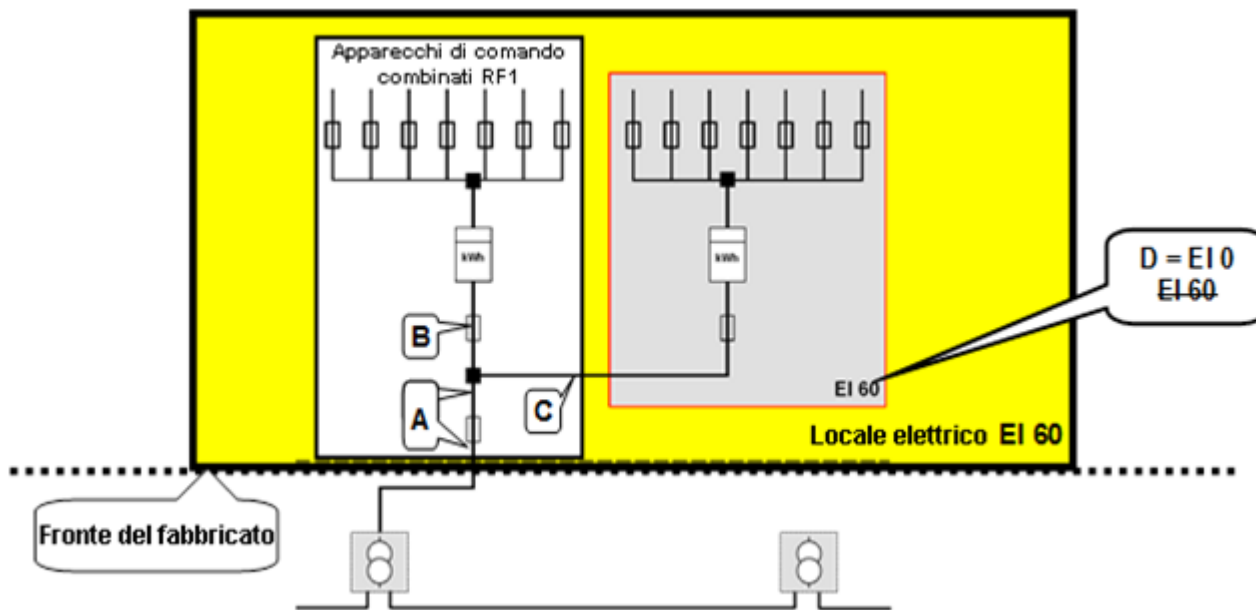 Apparecchi di comando
combinati RF1
kWh
kWh
B
A
C
D = EI 0
EI 60
EI 60
Locale elettrico EI 60
Fronte del fabbricato